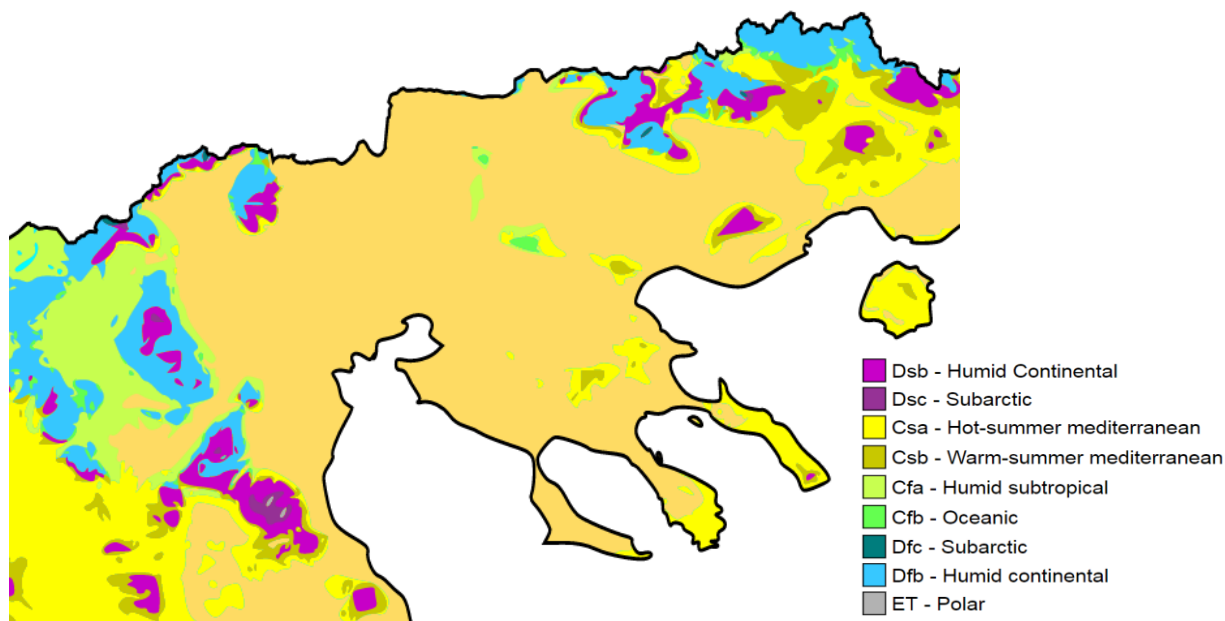 Dsb - Humid Continental
Dsc - Subarctic
Csa - Hot-summer mediterranean
Csb - Warm-summer mediterranean
Cfa - Humid subtropical
Cfb - Oceanic
Dfc - Subarctic
Dfb - Humid continental
ET - Polar